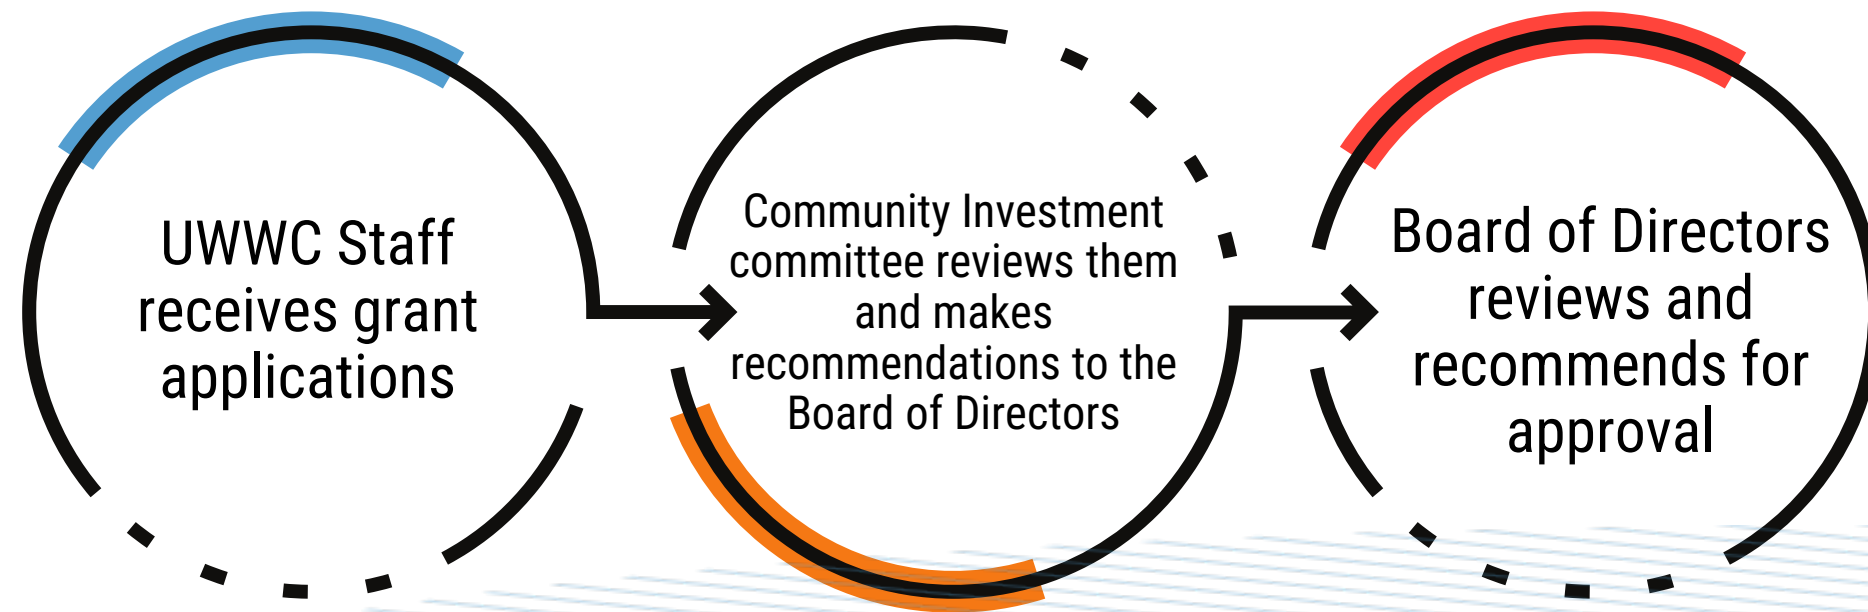 UWWC Staff
receives grant
applications
Community Investment
committee reviews them
and makes
recommendations to the
Board of Directors
Board of Directors
reviews and
recommends for
approval